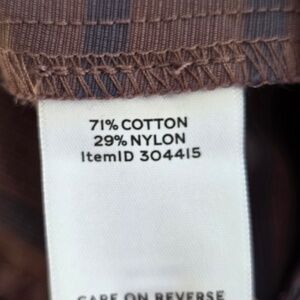 71% COTTON
29% NYLON
ItemID 304415
CARE ON REVERSE